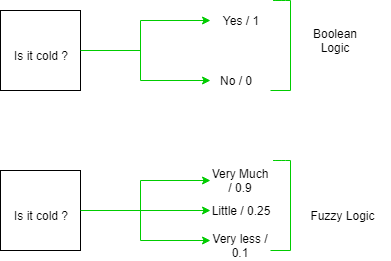 Yes / 1
Is it cold ?
Boolean
Logic
No / 0
Very Much
/ 0.9
Is it cold ?
Little / 0.25
Fuzzy Logic
Very less /
0.1